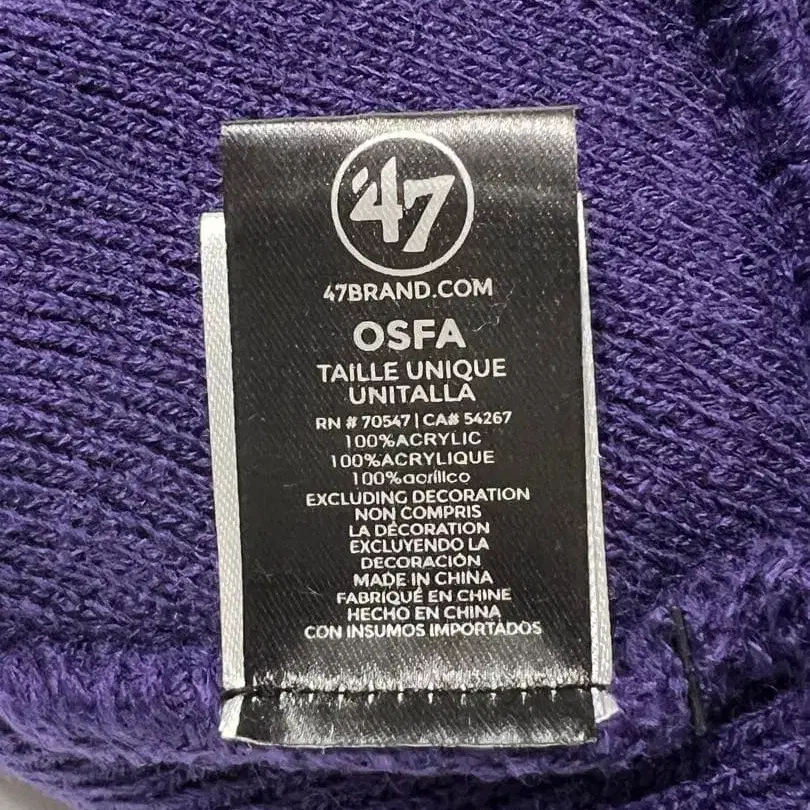 '47
47BRAND.COM
OSFA
TAILLE UNIQUE
UNITALLA
RN # 70547 | CA# 54267
100%ACRYLIC
100%ACRYLIQUE
100%acrílico
EXCLUDING DECORATION
NON COMPRIS
LA DÉCORATION
EXCLUYENDO LA
DECORACIÓN
MADE IN CHINA
FABRIQUÉ EN CHINE
HECHO EN CHINA
CON INSUMOS IMPORTADOS